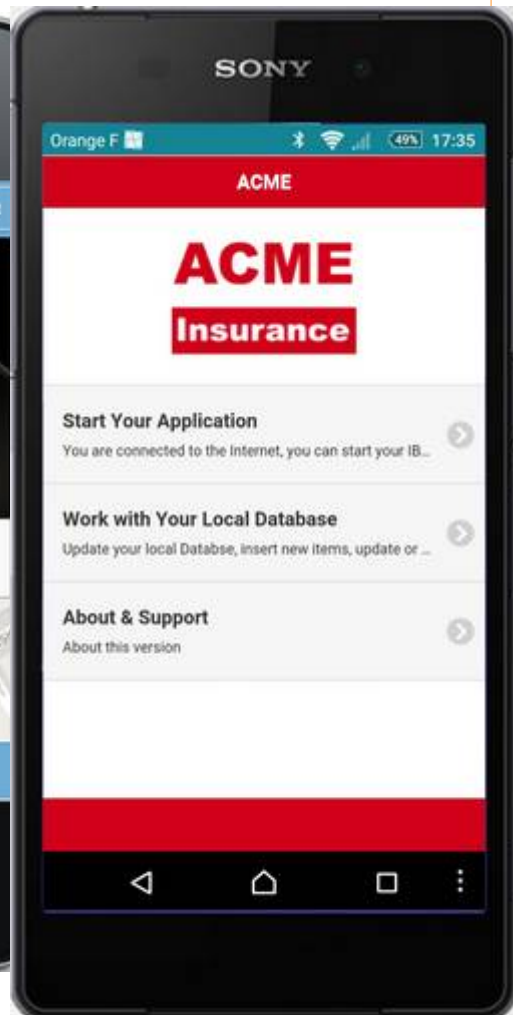 SONY
Orange F 49% 17:35
ACME
ACME
Insurance
Start Your Application
You are connected to the Internet, you can start your IB...
Work with Your Local Database
Update your local Databse, insert new items, update or ...
About & Support
About this version